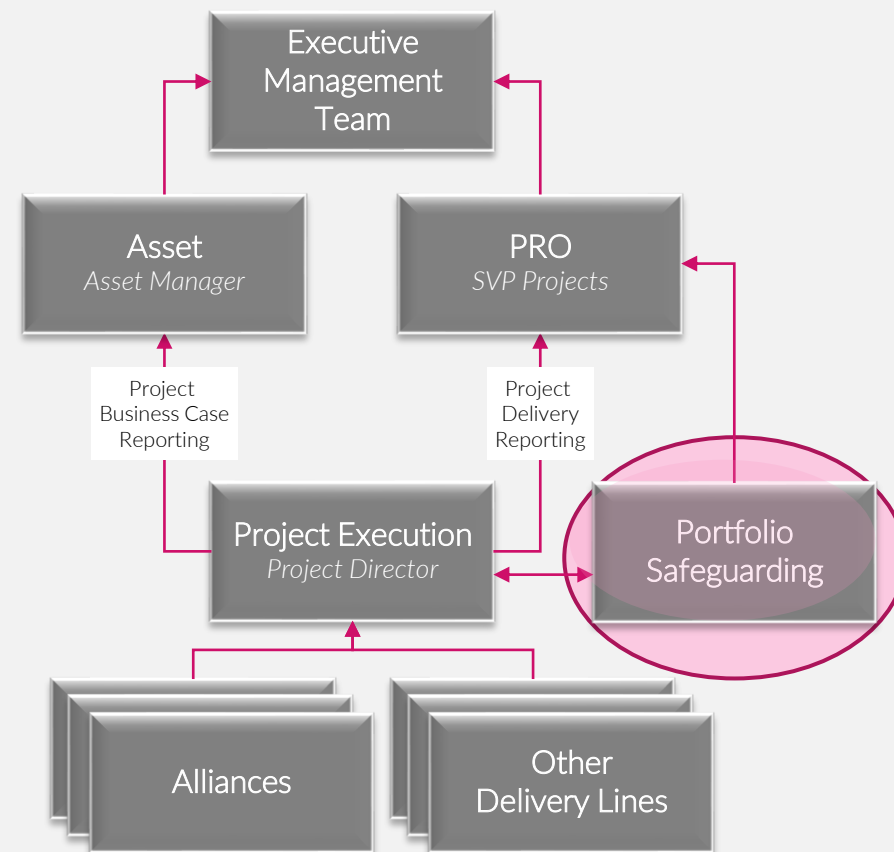 Executive
Management
Team
Asset
Asset Manager
PRO
SVP Projects
Project
Business Case
Reporting
Project
Delivery
Reporting
Project Execution
Project Director
Portfolio
Safeguarding
Alliances
Other
Delivery Lines